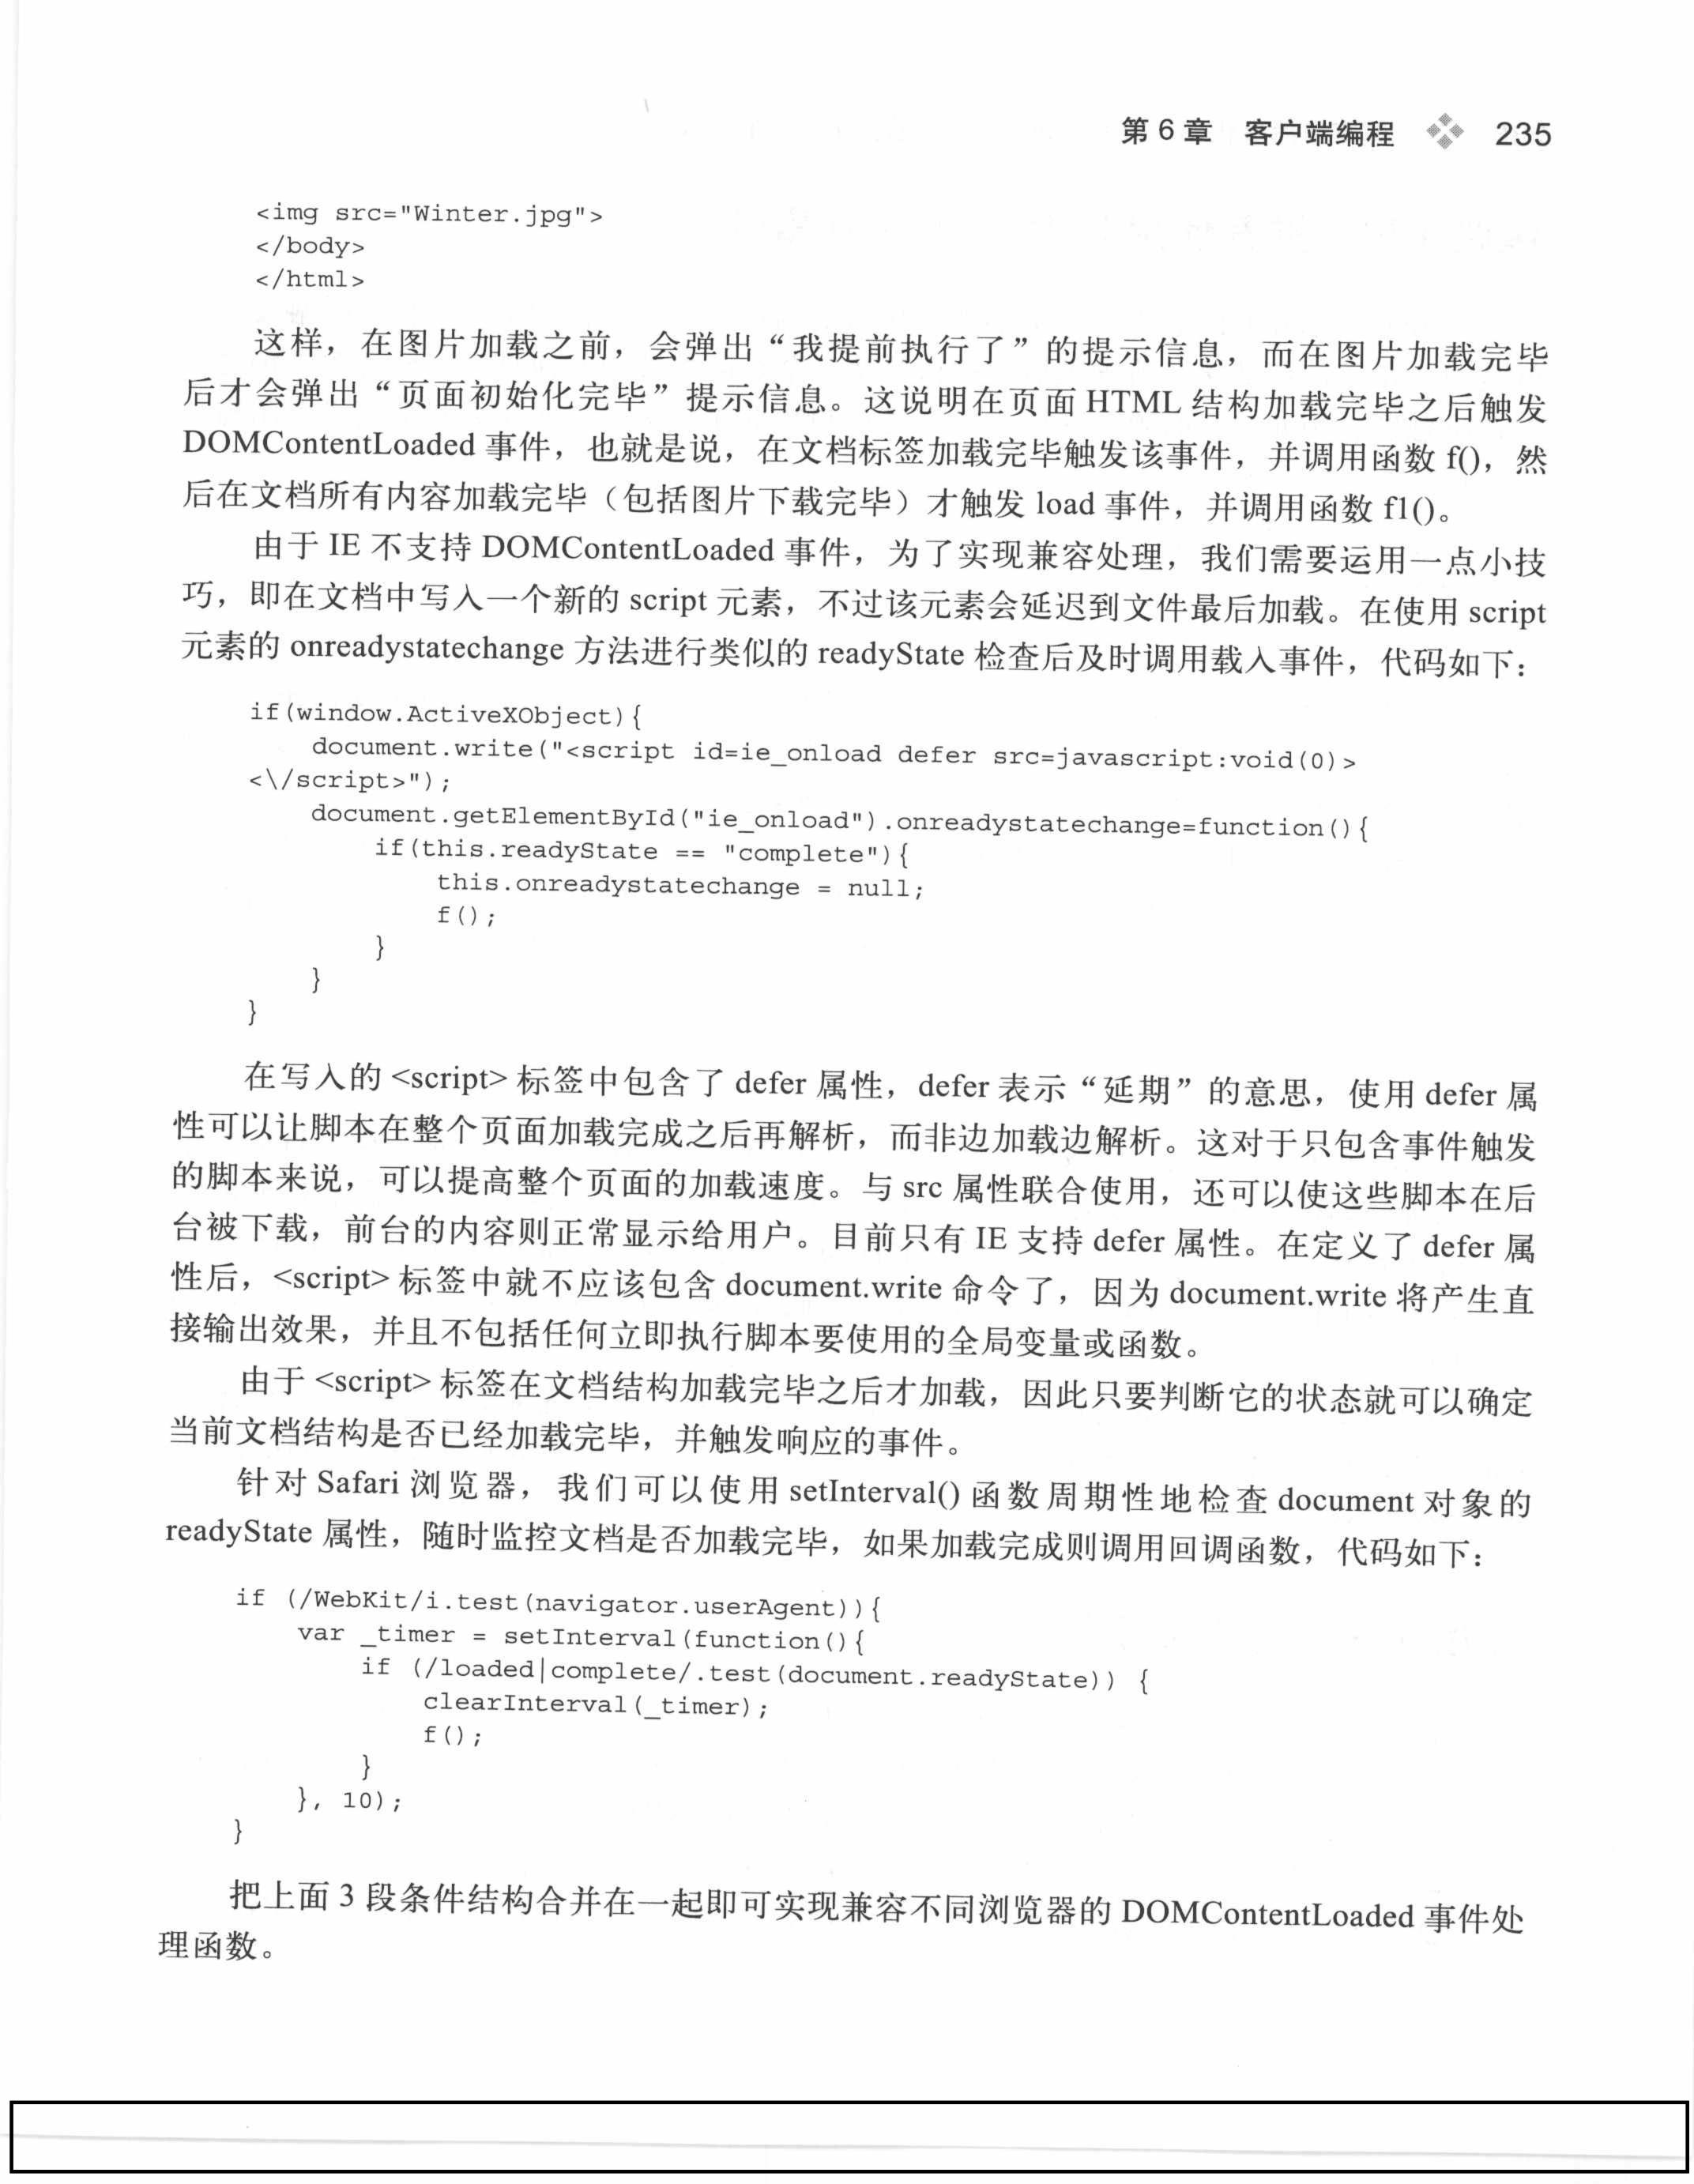 第 6 章 客户端编程 235
<img src="Winter.jpg">
</body>
</html>
这样，在图片加载之前，会弹出“我提前执行了”的提示信息，而在图片加载完毕
后才会弹出“页面初始化完毕”提示信息。这说明在页面 HTML 结构加载完毕之后触发
DOMContentLoaded 事件，也就是说，在文档标签加载完毕触发该事件，并调用函数 f()，然
后在文档所有内容加载完毕（包括图片下载完毕）才触发 load 事件，并调用函数 f1()。
由于 IE 不支持 DOMContentLoaded 事件，为了实现兼容处理，我们需要运用一点小技
巧，即在文档中写入一个新的 script 元素，不过该元素会延迟到文件最后加载。在使用 script
元素的 onreadystatechange 方法进行类似的 readyState 检查后及时调用载入事件，代码如下：
if(window.ActiveXObject){
    document.write("<script id=ie_onload defer src=javascript:void(0)>
<\/script>");
    document.getElementById("ie_onload").onreadystatechange=function(){
        if(this.readyState == "complete"){
            this.onreadystatechange = null;
            f();
        }
    }
}
在写入的 <script> 标签中包含了 defer 属性，defer 表示“延期”的意思，使用 defer 属
性可以让脚本在整个页面加载完成之后再解析，而非边加载边解析。这对于只包含事件触发
的脚本来说，可以提高整个页面的加载速度。与 src 属性联合使用，还可以使这些脚本在后
台被下载，前台的内容则正常显示给用户。目前只有 IE 支持 defer 属性。在定义了 defer 属
性后，<script> 标签中就不应该包含 document.write 命令了，因为 document.write 将产生直
接输出效果，并且不包括任何立即执行脚本要使用的全局变量或函数。
由于 <script> 标签在文档结构加载完毕之后才加载，因此只要判断它的状态就可以确定
当前文档结构是否已经加载完毕，并触发响应的事件。
针对 Safari 浏览器，我们可以使用 setInterval() 函数周期性地检查 document 对象的
readyState 属性，随时监控文档是否加载完毕，如果加载完成则调用回调函数，代码如下：
if (/WebKit/i.test(navigator.userAgent)){
    var _timer = setInterval(function(){
        if (/loaded|complete/.test(document.readyState)) {
            clearInterval(_timer);
            f();
        }
    }, 10);
}
把上面 3 段条件结构合并在一起即可实现兼容不同浏览器的 DOMContentLoaded 事件处
理函数。